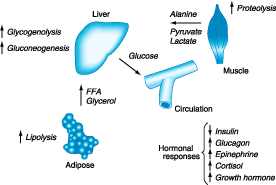 Liver
Glycogenolysis
Gluconeogenesis
Alanine
Pyruvate
Lactate
Proteolysis
Muscle
Glucose
Circulation
FFA
Glycerol
Lipolysis
Adipose
Hormonal
responses
Insulin
Glucagon
Epinephrine
Cortisol
Growth hormone